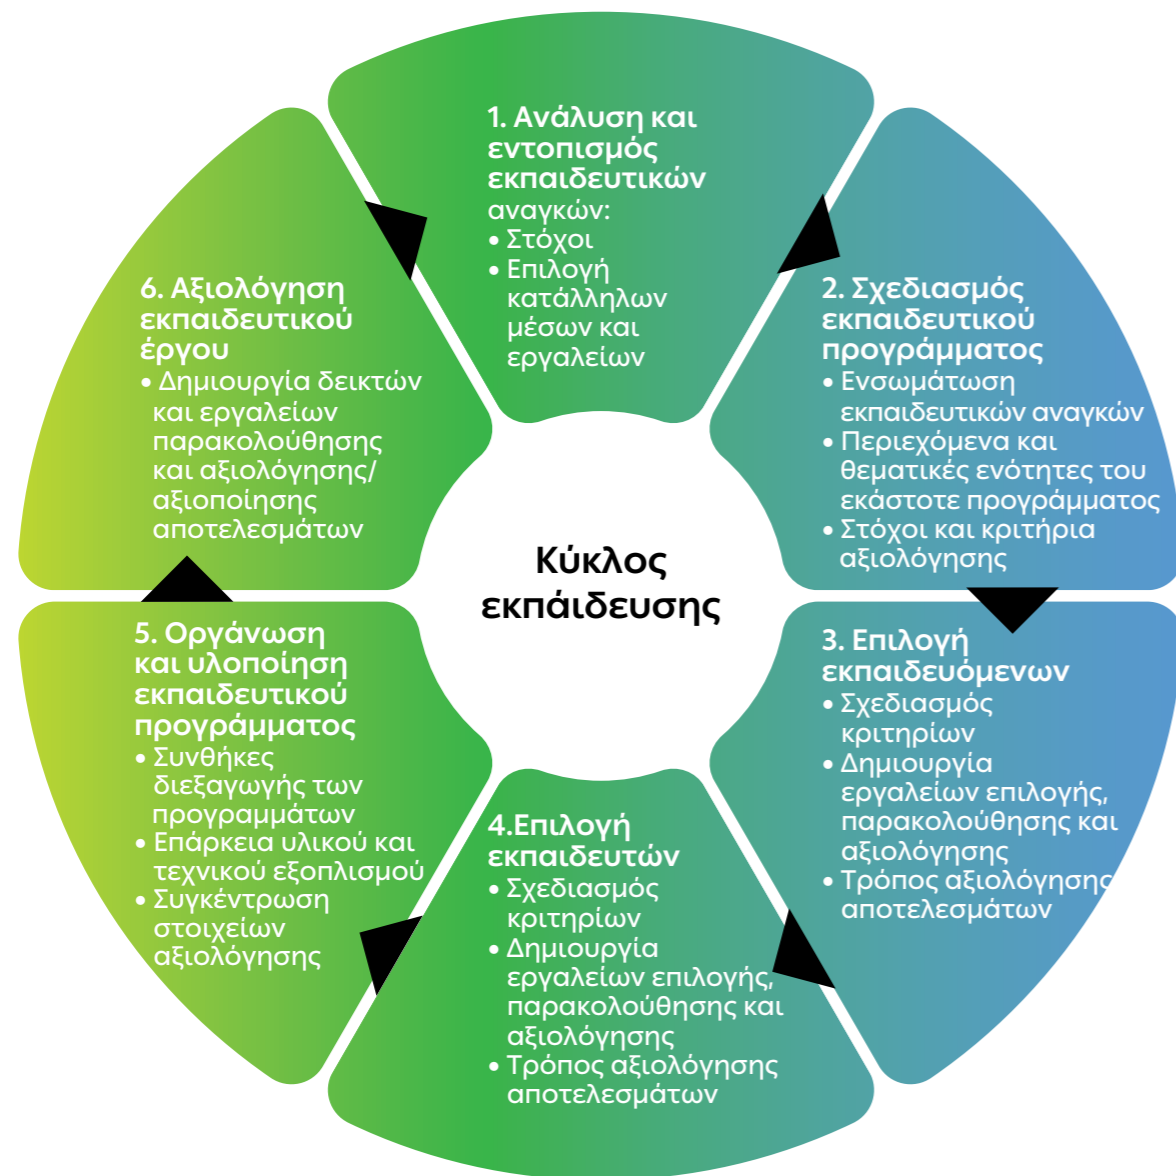 1. Ανάλυση και
εντοπισμός
εκπαιδευτικών
αναγκών:
• Στόχοι
• Επιλογή
κατάλληλων
μέσων και
εργαλείων
2. Σχεδιασμός
εκπαιδευτικού
προγράμματος
• Ενσωμάτωση
εκπαιδευτικών αναγκών
• Περιεχόμενα και
θεματικές ενότητες του
εκάστοτε προγράμματος
• Στόχοι και κριτήρια
αξιολόγησης
3. Επιλογή
εκπαιδευόμενων
• Σχεδιασμός
κριτηρίων
• Δημιουργία
εργαλείων επιλογής,
παρακολούθησης και
αξιολόγησης
• Τρόπος αξιολόγησης
αποτελεσμάτων
4.Επιλογή
εκπαιδευτών
• Σχεδιασμός
κριτηρίων
• Δημιουργία
εργαλείων επιλογής,
παρακολούθησης και
αξιολόγησης
• Τρόπος αξιολόγησης
αποτελεσμάτων
5. Οργάνωση
και υλοποίηση
εκπαιδευτικού
προγράμματος
• Συνθήκες
διεξαγωγής των
προγραμμάτων
• Επάρκεια υλικού και
τεχνικού εξοπλισμού
• Συγκέντρωση
στοιχείων
αξιολόγησης
6. Αξιολόγηση
εκπαιδευτικού
έργου
• Δημιουργία δεικτών
και εργαλείων
παρακολούθησης
και αξιολόγησης/
αξιοποίησης
αποτελεσμάτων
Κύκλος
εκπάιδευσης